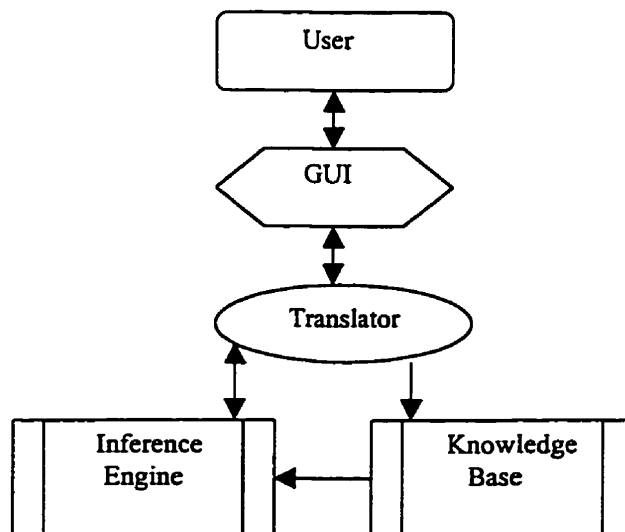 User
GUI
Translator
Inference
Engine
Knowledge
Base